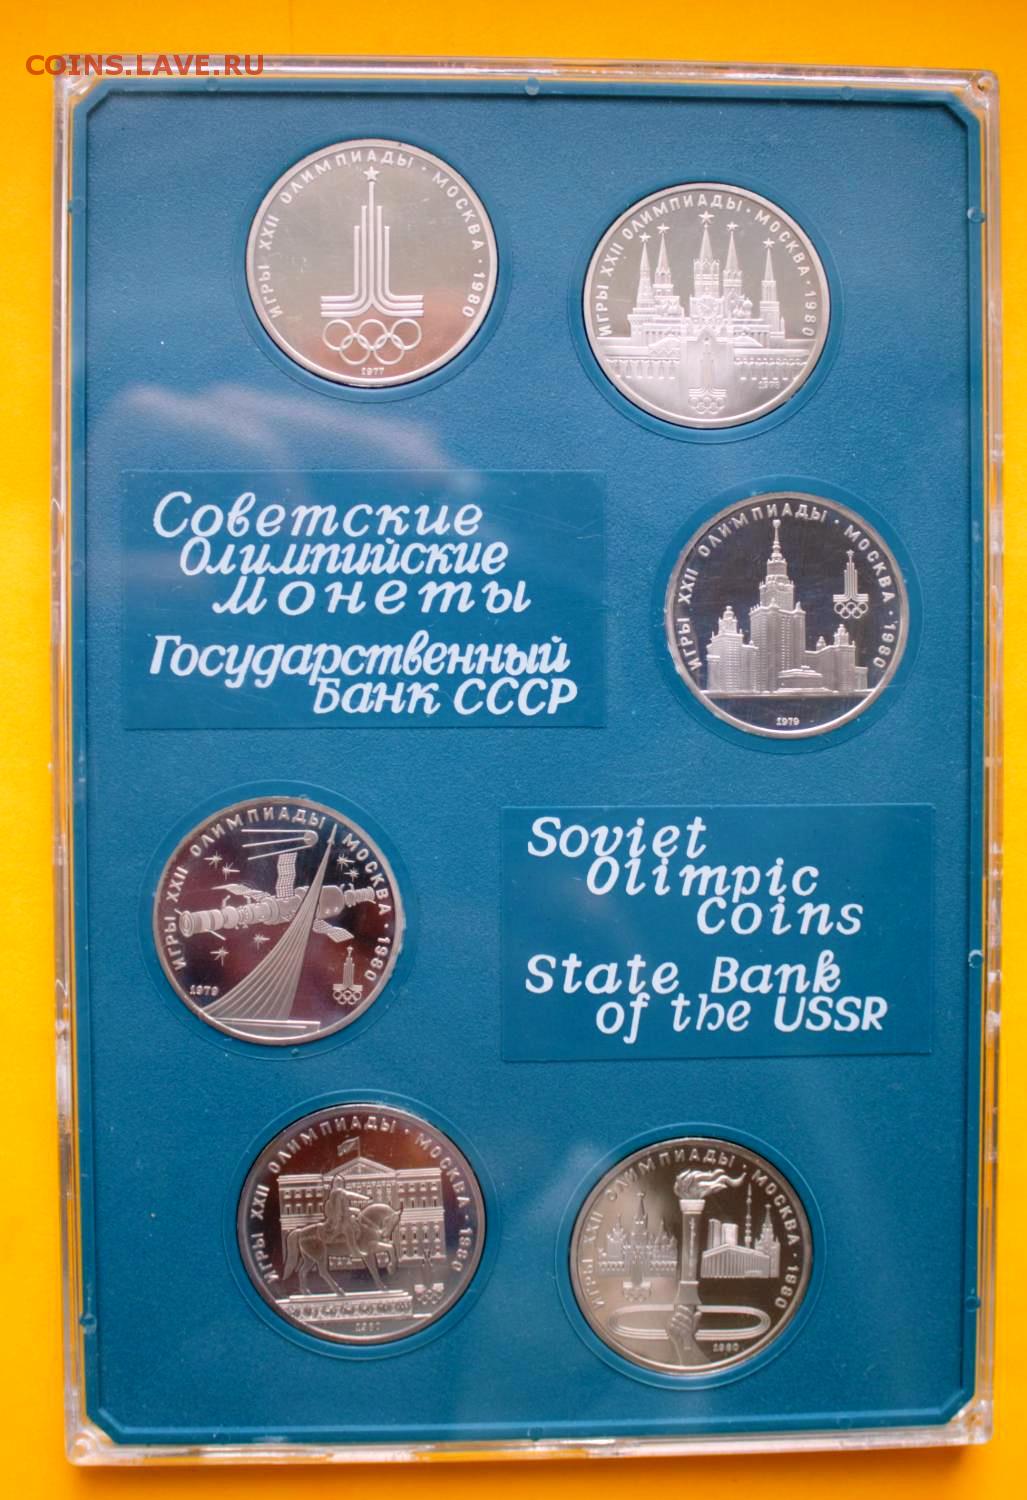 COINS.LAVE.RU
ИГРЫ XXII ОЛИМПИАДЫ · МОСКВА · 1980
1977
ИГРЫ XXII ОЛИМПИАДЫ · МОСКВА · 1980
1978
Советские
Олимпийские
Монеты
Государственный
Банк СССР
ИГРЫ XXII ОЛИМПИАДЫ · МОСКВА · 1980
1979
ИГРЫ XXII ОЛИМПИАДЫ · МОСКВА · 1980
1979
Soviet
Olimpic
Coins
State Bank
of the USSR
ИГРЫ XXII ОЛИМПИАДЫ · МОСКВА · 1980
1980
ИГРЫ XXII ОЛИМПИАДЫ · МОСКВА · 1980
1980